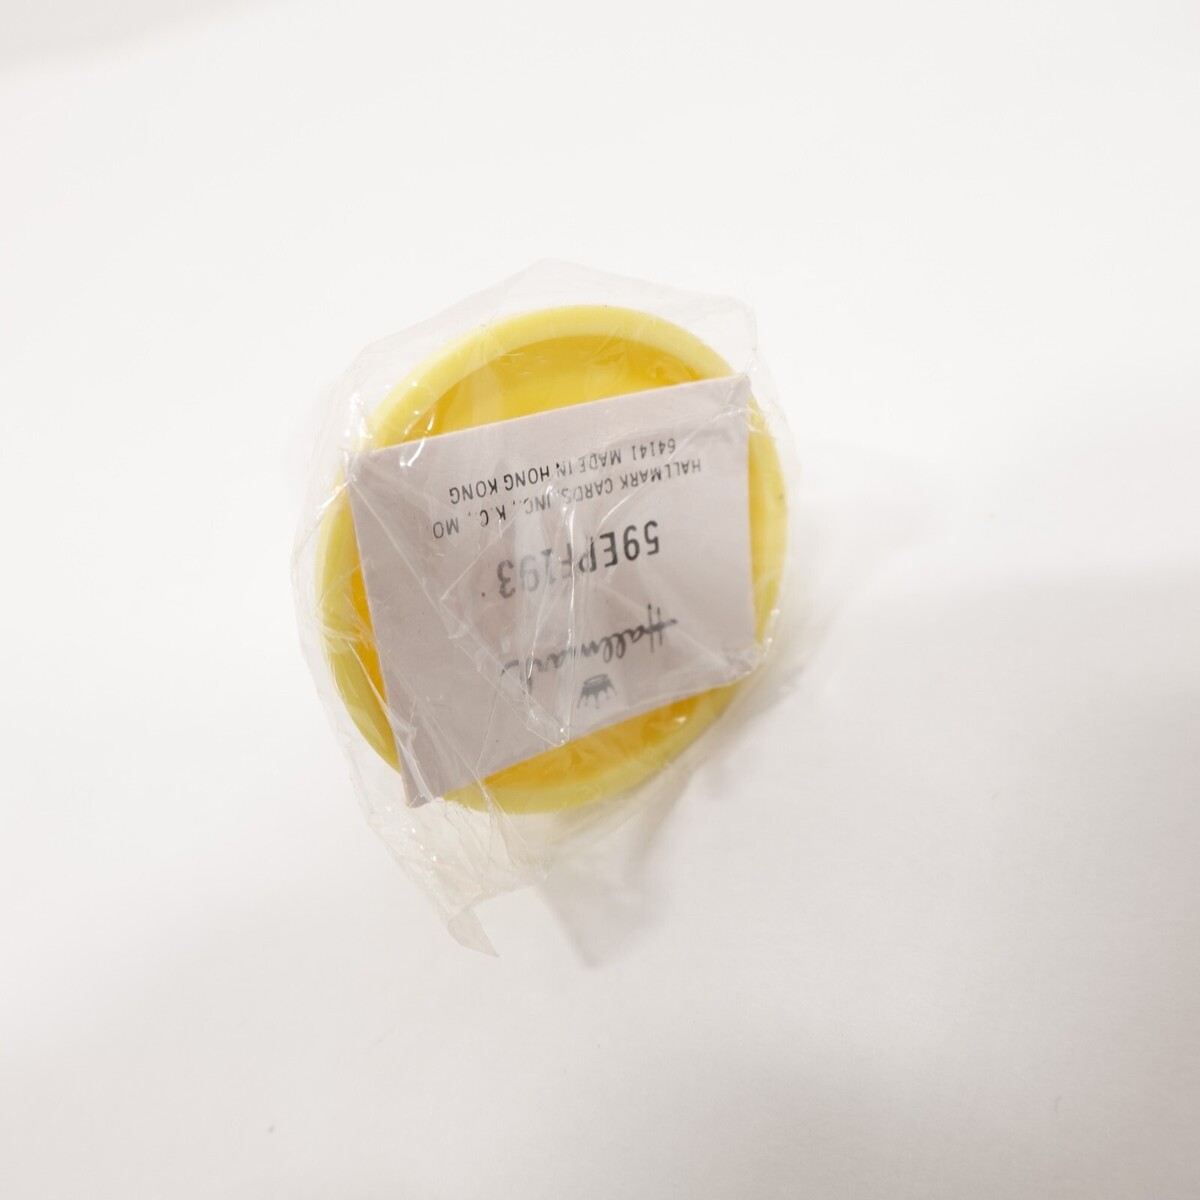 Hallmark
59EPF193
HALLMARK CARDS, INC., K.C., MO
64141 MADE IN HONG KONG